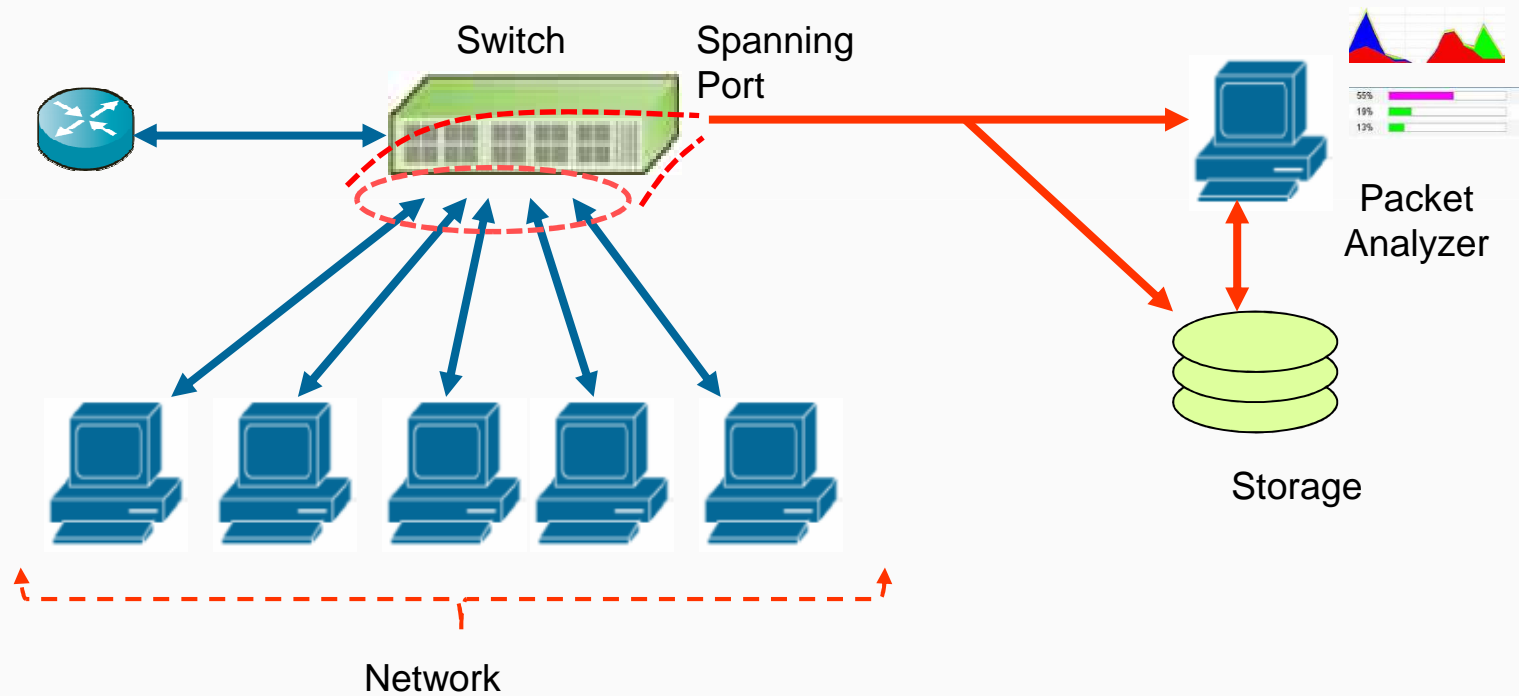 Switch
Spanning
Port
55%
19%
13%
Packet
Analyzer
Storage
Network